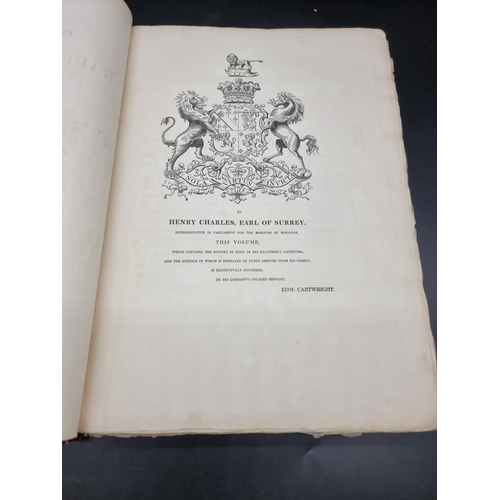 SOLA VIRTUS INVICTA
TO
HENRY CHARLES, EARL OF SURREY,
REPRESENTATIVE IN PARLIAMENT FOR THE BOROUGH OF HORSHAM,
THIS VOLUME,
WHICH CONTAINS THE HISTORY OF SOME OF HIS ILLUSTRIOUS ANCESTORS,
AND THE EXPENSE OF WHICH IS DEFRAYED BY FUNDS DERIVED FROM HIS FAMILY,
IS RESPECTFULLY INSCRIBED,
BY HIS LORDSHIP'S OBLIGED SERVANT,
EDM: CARTWRIGHT.